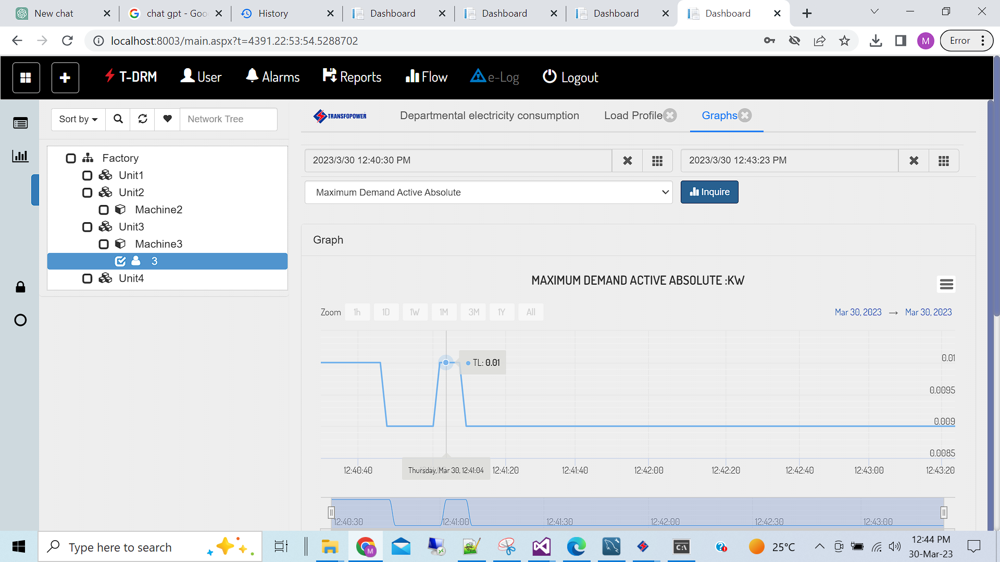 New chat
chat gpt - Goo
History
Dashboard
Dashboard
Dashboard
Dashboard
localhost:8003/main.aspx?t=4391.22:53:54.5288702
M
Error
T-DRM
User
Alarms
Reports
Flow
e-Log
Logout
Sort by
Network Tree
TRANSFOPOWER
Departmental electricity consumption
Load Profile
Graphs
Factory
Unit1
Unit2
Machine2
Unit3
Machine3
3
Unit4
2023/3/30 12:40:30 PM
2023/3/30 12:43:23 PM
Maximum Demand Active Absolute
Inquire
Graph
MAXIMUM DEMAND ACTIVE ABSOLUTE :KW
Zoom 1h 1D 1W 1M 3M 1Y All
Mar 30, 2023 → Mar 30, 2023
TL: 0.01
0.01
0.0095
0.009
0.0085
12:40:40 Thursday, Mar 30, 12:41:04 12:41:20 12:41:40 12:42:00 12:42:20 12:42:40 12:43:00 12:43:20
12:40:30 12:41:00 12:41:30 12:42:00 12:42:30 12:43:00
Type here to search
M
C:\
25°C
12:44 PM
30-Mar-23